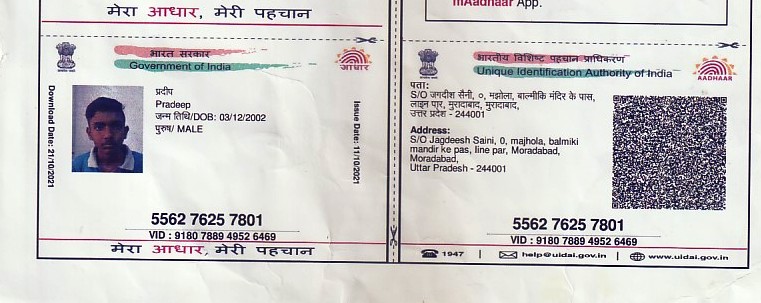 मेरा आधार, मेरी पहचान
mAadhaar App.
भारत सरकार
Government of India
आधार
Download Date: 21/10/2021
प्रदीप
Pradeep
जन्म तिथि/DOB: 03/12/2002
पुरुष/ MALE
Issue Date: 11/10/2021
5562 7625 7801
VID : 9180 7889 4952 6469
मेरा आधार, मेरी पहचान
भारतीय विशिष्ट पहचान प्राधिकरण
Unique Identification Authority of India
AADHAAR
पता:
S/O जगदीश सैनी, ०, मझोला, बाल्मीकि मंदिर के पास,
लाइन पार, मुरादाबाद, मुरादाबाद,
उत्तर प्रदेश - 244001
Address:
S/O Jagdeesh Saini, 0, majhola, balmiki
mandir ke pas, line par, Moradabad,
Moradabad,
Uttar Pradesh - 244001
5562 7625 7801
VID : 9180 7889 4952 6469
1947 | help@uidai.gov.in | www.uidai.gov.in